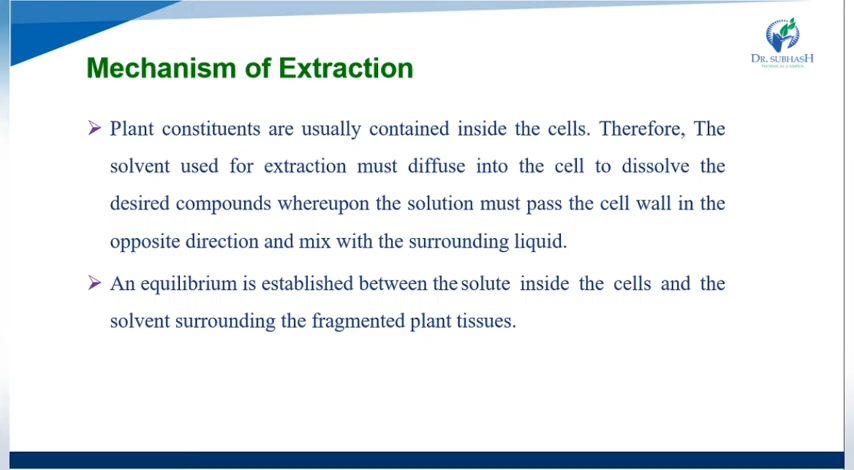 DR. SUBHASH
Mechanism of Extraction
➢ Plant constituents are usually contained inside the cells. Therefore, The
solvent used for extraction must diffuse into the cell to dissolve the
desired compounds whereupon the solution must pass the cell wall in the
opposite direction and mix with the surrounding liquid.
➢ An equilibrium is established between the solute inside the cells and the
solvent surrounding the fragmented plant tissues.